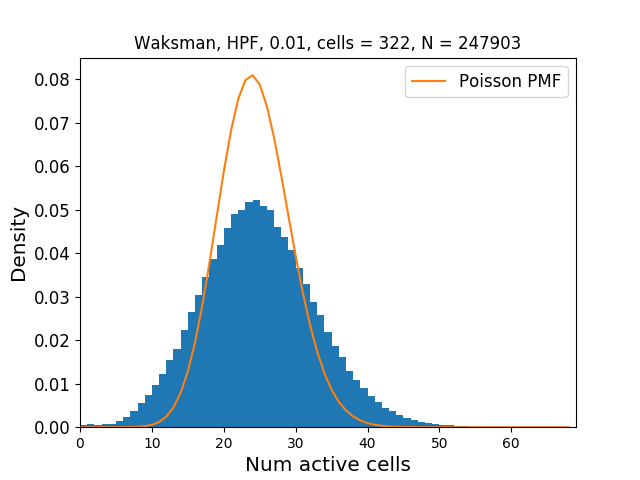 Waksman, HPF, 0.01, cells = 322, N = 247903
Poisson PMF
0.08
0.07
0.06
0.05
0.04
0.03
0.02
0.01
0.00
Density
0 10 20 30 40 50 60
Num active cells